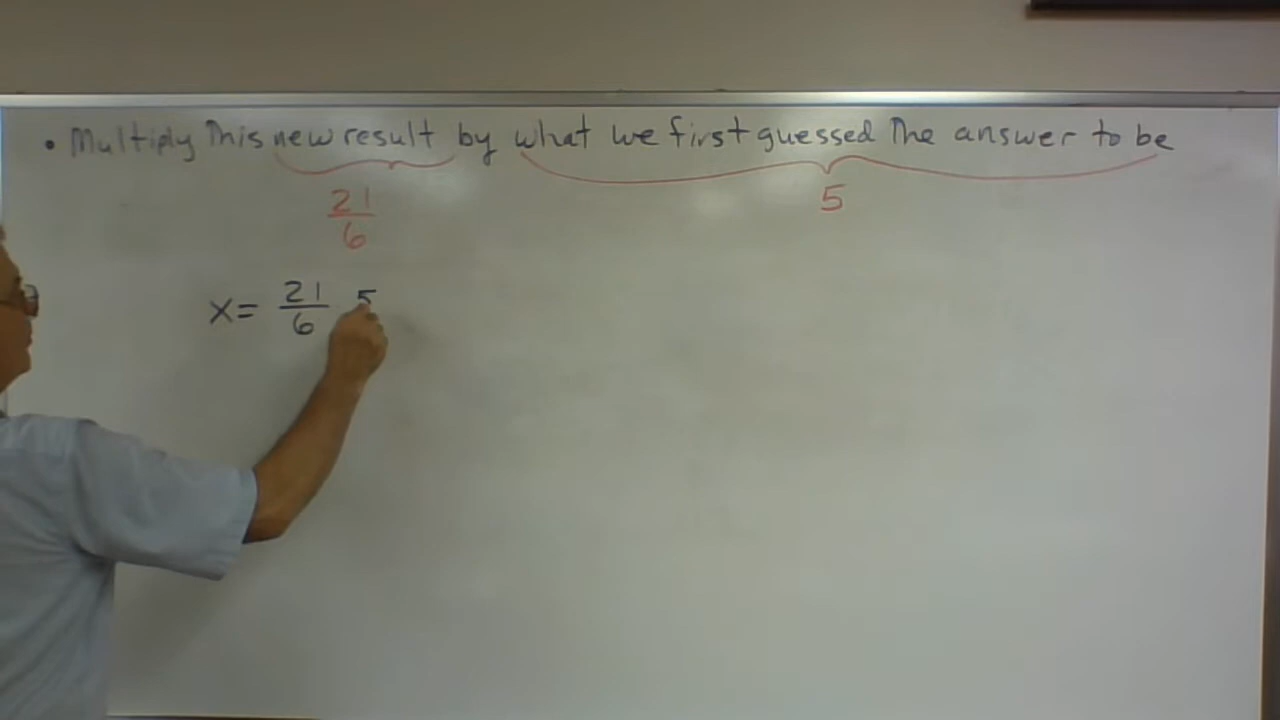 • Multiply This new result by what we first guessed The answer to be
21/6 5
x = 21/6 5